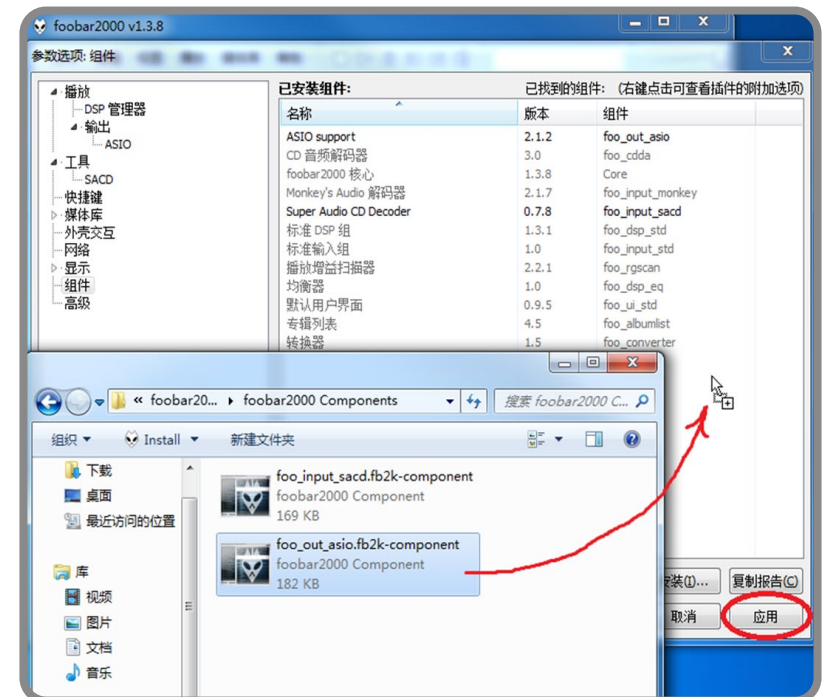 foobar2000 v1.3.8
参数选项: 组件
播放
DSP 管理器
输出
ASIO
工具
SACD
快捷键
媒体库
外壳交互
网络
显示
组件
高级
已安装组件:
已找到的组件: (右键点击可查看插件的附加选项)
名称 版本 组件
ASIO support 2.1.2 foo_out_asio
CD 音频解码器 3.0 foo_cdda
foobar2000 核心 1.3.8 Core
Monkey's Audio 解码器 2.1.7 foo_input_monkey
Super Audio CD Decoder 0.7.8 foo_input_sacd
标准 DSP 组 1.3.1 foo_dsp_std
标准输入组 1.0 foo_input_std
播放增益扫描器 2.2.1 foo_rgscan
均衡器 1.0 foo_dsp_eq
默认用户界面 0.9.5 foo_ui_std
专辑列表 4.5 foo_albumlist
转换器 1.5 foo_converter
« foobar20... foobar2000 Components
搜索 foobar2000 C...
组织 Install 新建文件夹
下载
桌面
最近访问的位置
库
视频
图片
文档
音乐
foo_input_sacd.fb2k-component
foobar2000 Component
169 KB
foo_out_asio.fb2k-component
foobar2000 Component
182 KB
装(I)... 复制报告(C)
取消 应用